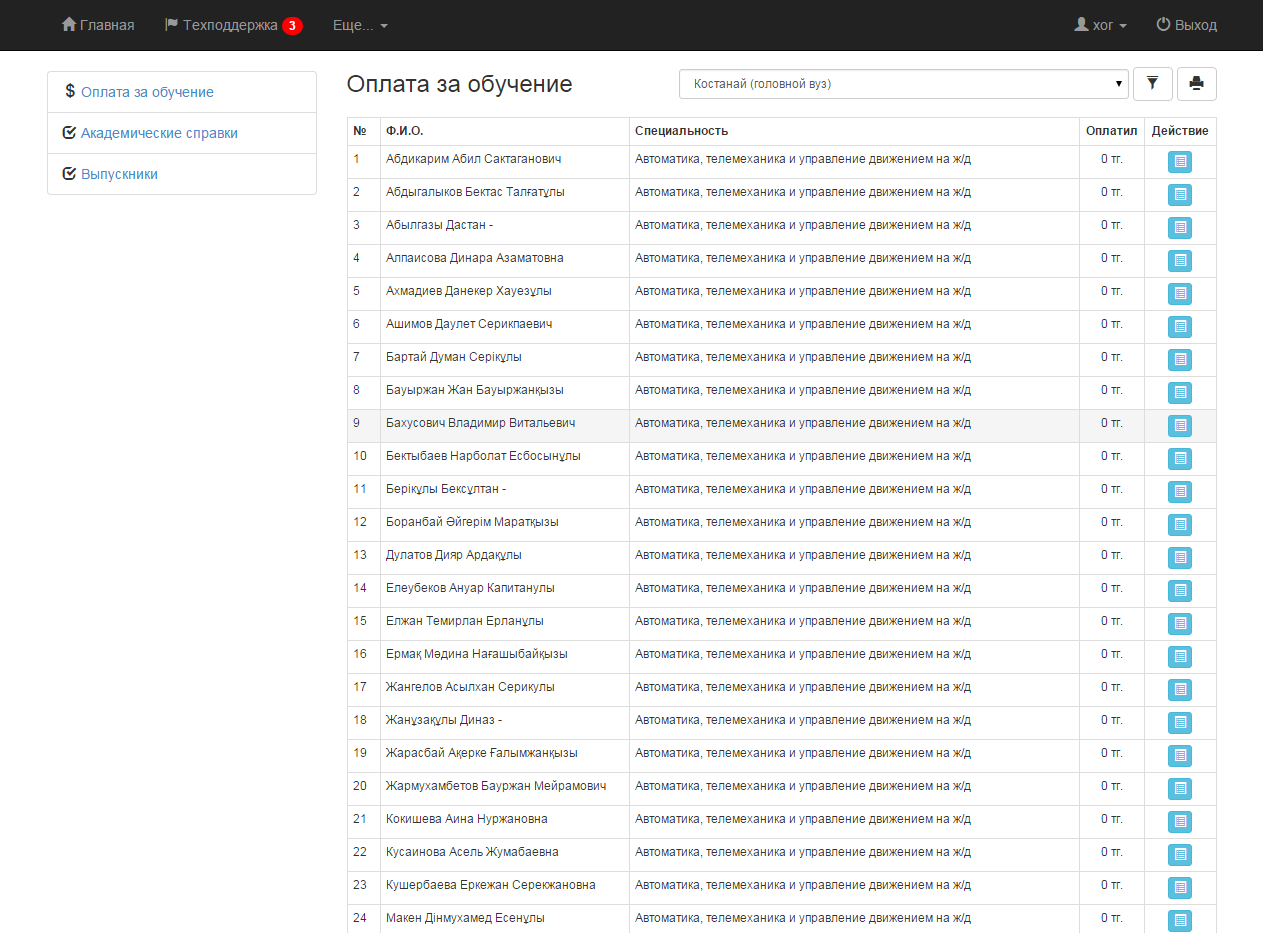 Главная Техподдержка 3 Еще... xor Выход
$ Оплата за обучение
Академические справки
Выпускники
Оплата за обучение Костанай (головной вуз)
№ Ф.И.О. Специальность Оплатил Действие
1 Абдикарим Абил Сактаганович Автоматика, телемеханика и управление движением на ж/д 0 тг.
2 Абдыгалыков Бектас Талғатұлы Автоматика, телемеханика и управление движением на ж/д 0 тг.
3 Абылгазы Дастан - Автоматика, телемеханика и управление движением на ж/д 0 тг.
4 Алпаисова Динара Азаматовна Автоматика, телемеханика и управление движением на ж/д 0 тг.
5 Ахмадиев Данекер Хауезұлы Автоматика, телемеханика и управление движением на ж/д 0 тг.
6 Ашимов Даулет Серикпаевич Автоматика, телемеханика и управление движением на ж/д 0 тг.
7 Бартай Думан Серіқұлы Автоматика, телемеханика и управление движением на ж/д 0 тг.
8 Бауыржан Жан Бауыржанқызы Автоматика, телемеханика и управление движением на ж/д 0 тг.
9 Бахусович Владимир Витальевич Автоматика, телемеханика и управление движением на ж/д 0 тг.
10 Бектыбаев Нарболат Есбосынұлы Автоматика, телемеханика и управление движением на ж/д 0 тг.
11 Беріқұлы Бексұлтан - Автоматика, телемеханика и управление движением на ж/д 0 тг.
12 Боранбай Әйгерім Маратқызы Автоматика, телемеханика и управление движением на ж/д 0 тг.
13 Дулатов Дияр Ардақұлы Автоматика, телемеханика и управление движением на ж/д 0 тг.
14 Елеубеков Ануар Капитанулы Автоматика, телемеханика и управление движением на ж/д 0 тг.
15 Елжан Темирлан Ерланұлы Автоматика, телемеханика и управление движением на ж/д 0 тг.
16 Ермақ Мәдина Нағашыбайқызы Автоматика, телемеханика и управление движением на ж/д 0 тг.
17 Жангелов Асылхан Серикулы Автоматика, телемеханика и управление движением на ж/д 0 тг.
18 Жанұзақұлы Диназ - Автоматика, телемеханика и управление движением на ж/д 0 тг.
19 Жарасбай Ақерке Ғалымжанқызы Автоматика, телемеханика и управление движением на ж/д 0 тг.
20 Жармухамбетов Бауржан Мейрамович Автоматика, телемеханика и управление движением на ж/д 0 тг.
21 Кокишева Аина Нуржановна Автоматика, телемеханика и управление движением на ж/д 0 тг.
22 Кусаинова Асель Жумабаевна Автоматика, телемеханика и управление движением на ж/д 0 тг.
23 Кушербаева Еркежан Серекжановна Автоматика, телемеханика и управление движением на ж/д 0 тг.
24 Макен Дінмухамед Есенұлы Автоматика, телемеханика и управление движением на ж/д 0 тг.